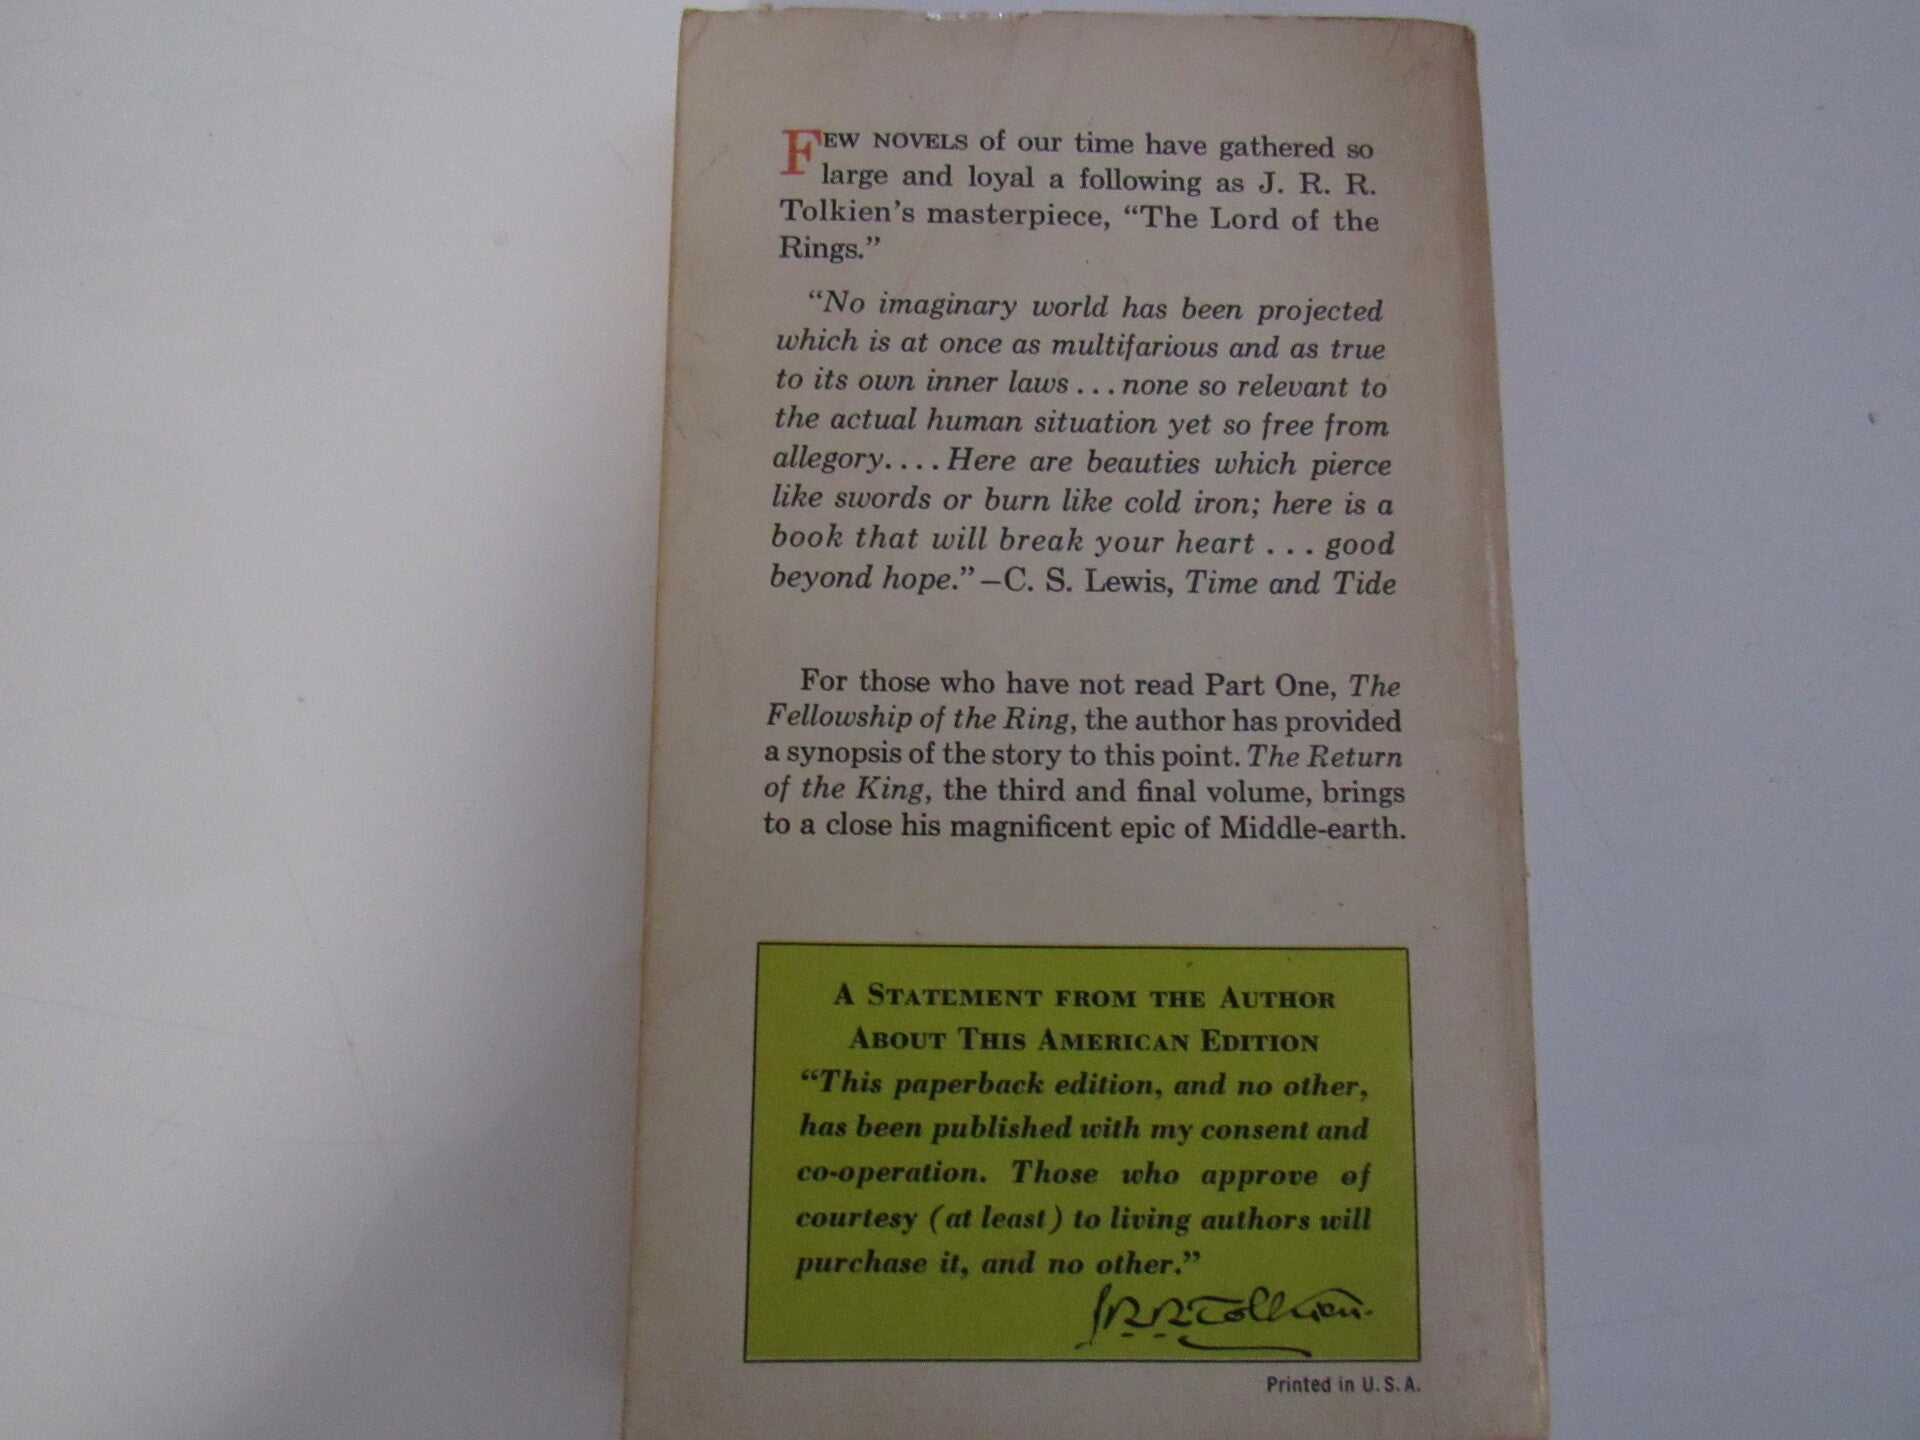 FEW NOVELS of our time have gathered so
large and loyal a following as J. R. R.
Tolkien's masterpiece, “The Lord of the
Rings.”
“No imaginary world has been projected
which is at once as multifarious and as true
to its own inner laws . . . none so relevant to
the actual human situation yet so free from
allegory. . . . Here are beauties which pierce
like swords or burn like cold iron; here is a
book that will break your heart . . . good
beyond hope.” –C. S. Lewis, Time and Tide
For those who have not read Part One, The
Fellowship of the Ring, the author has provided
a synopsis of the story to this point. The Return
of the King, the third and final volume, brings
to a close his magnificent epic of Middle-earth.
A STATEMENT FROM THE AUTHOR
ABOUT THIS AMERICAN EDITION
“This paperback edition, and no other,
has been published with my consent and
co-operation. Those who approve of
courtesy (at least) to living authors will
purchase it, and no other.”
J.R.R. Tolkien.
Printed in U.S.A.